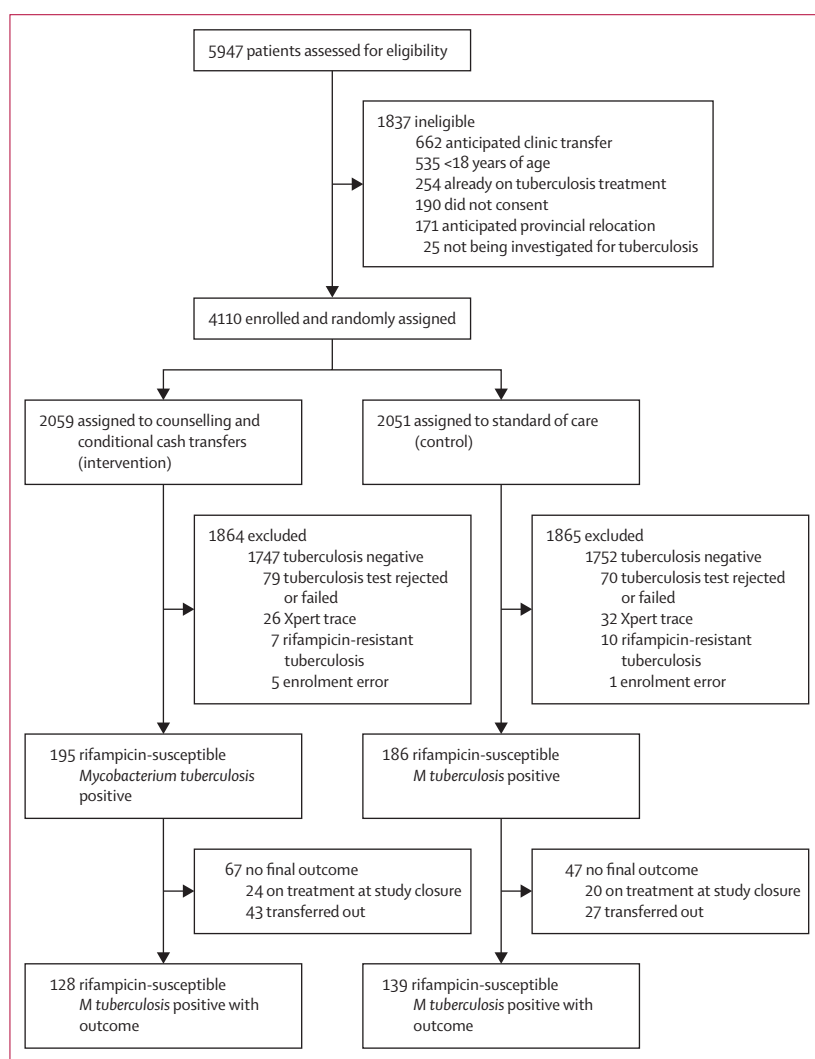 5947 patients assessed for eligibility
1837 ineligible
662 anticipated clinic transfer
535 <18 years of age
254 already on tuberculosis treatment
190 did not consent
171 anticipated provincial relocation
25 not being investigated for tuberculosis
4110 enrolled and randomly assigned
2059 assigned to counselling and
conditional cash transfers
(intervention)
2051 assigned to standard of care
(control)
1864 excluded
1747 tuberculosis negative
79 tuberculosis test rejected
or failed
26 Xpert trace
7 rifampicin-resistant
tuberculosis
5 enrolment error
1865 excluded
1752 tuberculosis negative
70 tuberculosis test rejected
or failed
32 Xpert trace
10 rifampicin-resistant
tuberculosis
1 enrolment error
195 rifampicin-susceptible
Mycobacterium tuberculosis
positive
186 rifampicin-susceptible
M tuberculosis positive
67 no final outcome
24 on treatment at study closure
43 transferred out
47 no final outcome
20 on treatment at study closure
27 transferred out
128 rifampicin-susceptible
M tuberculosis positive with
outcome
139 rifampicin-susceptible
M tuberculosis positive with
outcome